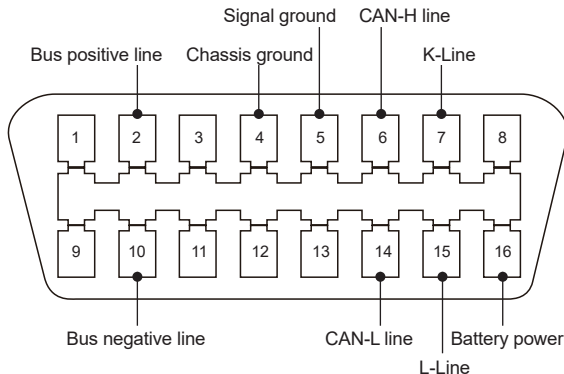 Signal ground CAN-H line
Bus positive line Chassis ground K-Line
1 2 3 4 5 6 7 8
9 10 11 12 13 14 15 16
Bus negative line CAN-L line Battery power
L-Line